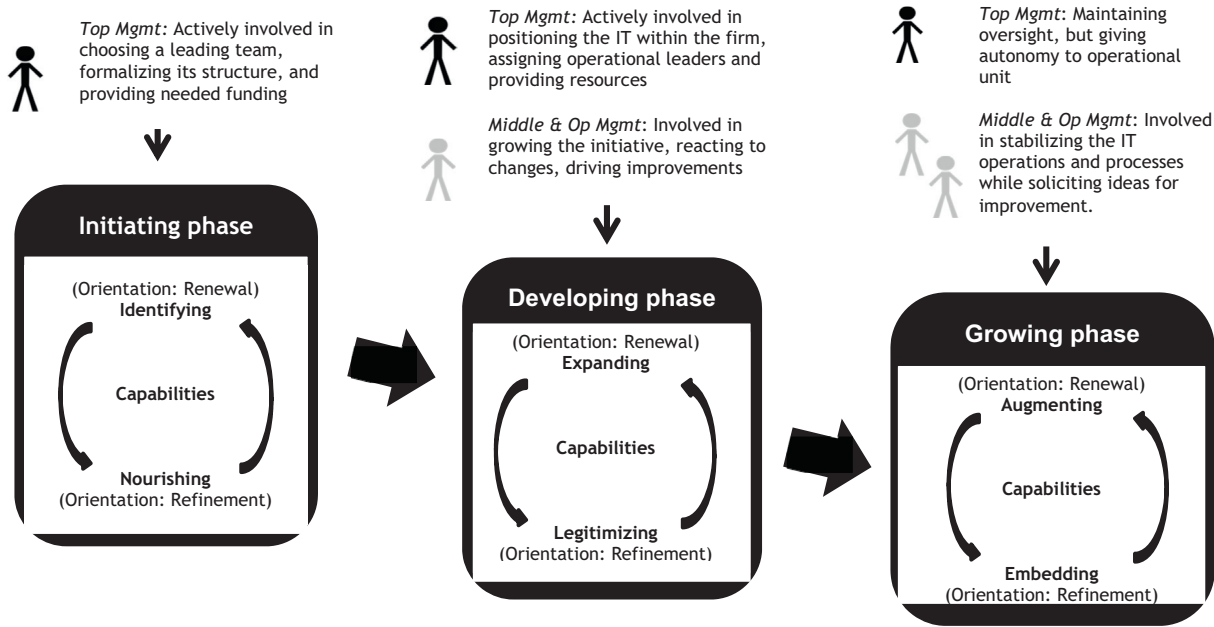 Top Mgmt: Actively involved in
choosing a leading team,
formalizing its structure, and
providing needed funding
Initiating phase
(Orientation: Renewal)
Identifying
Capabilities
Nourishing
(Orientation: Refinement)
Top Mgmt: Actively involved in
positioning the IT within the firm,
assigning operational leaders and
providing resources
Middle & Op Mgmt: Involved in
growing the initiative, reacting to
changes, driving improvements
Developing phase
(Orientation: Renewal)
Expanding
Capabilities
Legitimizing
(Orientation: Refinement)
Top Mgmt: Maintaining
oversight, but giving
autonomy to operational
unit
Middle & Op Mgmt: Involved
in stabilizing the IT
operations and processes
while soliciting ideas for
improvement.
Growing phase
(Orientation: Renewal)
Augmenting
Capabilities
Embedding
(Orientation: Refinement)